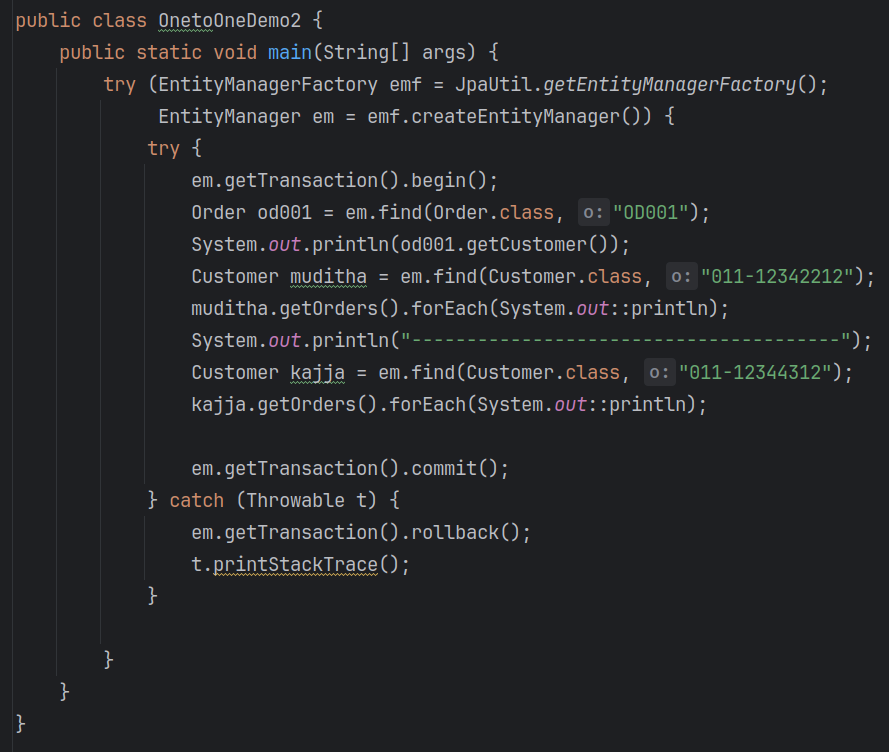 public class OnetoOneDemo2 {
public static void main(String[] args) {
try (EntityManagerFactory emf = JpaUtil.getEntityManagerFactory();
EntityManager em = emf.createEntityManager()) {
try {
em.getTransaction().begin();
Order od001 = em.find(Order.class, o: "OD001");
System.out.println(od001.getCustomer());
Customer muditha = em.find(Customer.class, o: "011-12342212");
muditha.getOrders().forEach(System.out::println);
System.out.println("---------------------------------------");
Customer kajja = em.find(Customer.class, o: "011-12344312");
kajja.getOrders().forEach(System.out::println);
em.getTransaction().commit();
} catch (Throwable t) {
em.getTransaction().rollback();
t.printStackTrace();
}
}
}
}